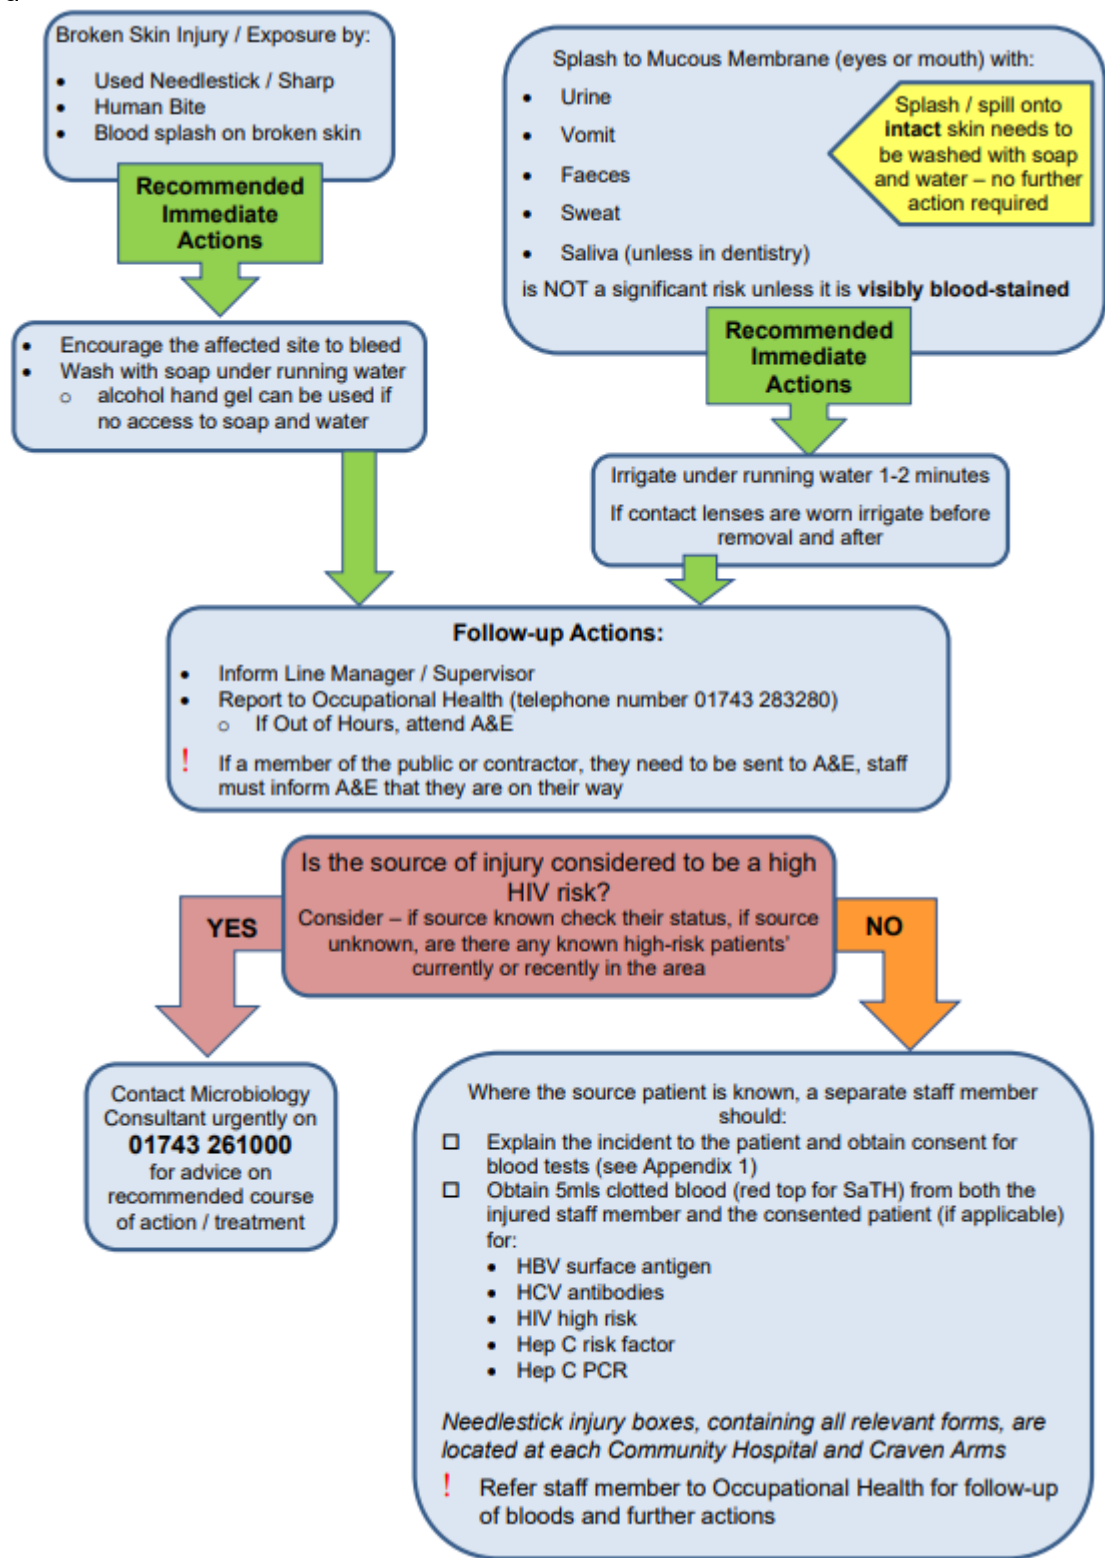 Broken Skin Injury / Exposure by:
• Used Needlestick / Sharp
• Human Bite
• Blood splash on broken skin
Recommended
Immediate
Actions
• Encourage the affected site to bleed
• Wash with soap under running water
o alcohol hand gel can be used if
no access to soap and water
Splash to Mucous Membrane (eyes or mouth) with:
• Urine
• Vomit
• Faeces
• Sweat
• Saliva (unless in dentistry)
is NOT a significant risk unless it is visibly blood-stained
Splash / spill onto
intact skin needs to
be washed with soap
and water – no further
action required
Recommended
Immediate
Actions
Irrigate under running water 1-2 minutes
If contact lenses are worn irrigate before
removal and after
Follow-up Actions:
• Inform Line Manager / Supervisor
• Report to Occupational Health (telephone number 01743 283280)
o If Out of Hours, attend A&E
! If a member of the public or contractor, they need to be sent to A&E, staff
must inform A&E that they are on their way
Is the source of injury considered to be a high
HIV risk?
Consider – if source known check their status, if source
unknown, are there any known high-risk patients’
currently or recently in the area
YES
NO
Contact Microbiology
Consultant urgently on
01743 261000
for advice on
recommended course
of action / treatment
Where the source patient is known, a separate staff member
should:
☐ Explain the incident to the patient and obtain consent for
blood tests (see Appendix 1)
☐ Obtain 5mls clotted blood (red top for SaTH) from both the
injured staff member and the consented patient (if applicable)
for:
• HBV surface antigen
• HCV antibodies
• HIV high risk
• Hep C risk factor
• Hep C PCR
Needlestick injury boxes, containing all relevant forms, are
located at each Community Hospital and Craven Arms
! Refer staff member to Occupational Health for follow-up
of bloods and further actions